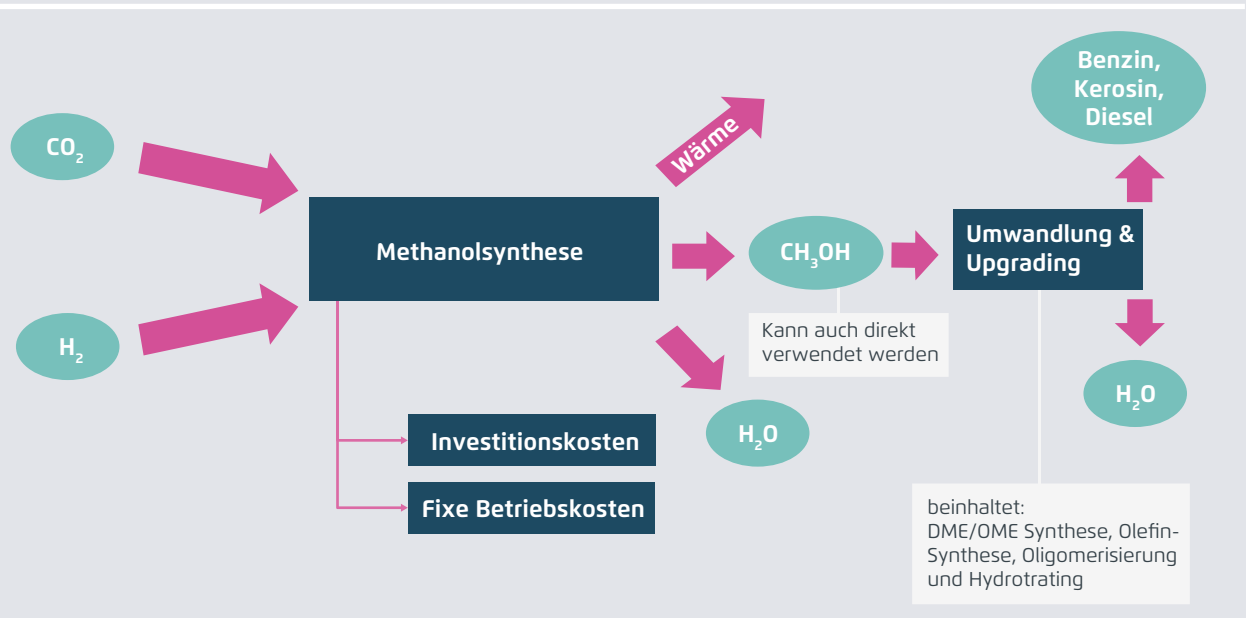 CO₂
H₂
Methanolsynthese
Wärme
CH₃OH
Kann auch direkt
verwendet werden
H₂O
Investitionskosten
Fixe Betriebskosten
Umwandlung &
Upgrading
Benzin,
Kerosin,
Diesel
H₂O
beinhaltet:
DME/OME Synthese, Olefin-
Synthese, Oligomerisierung
und Hydrotrating